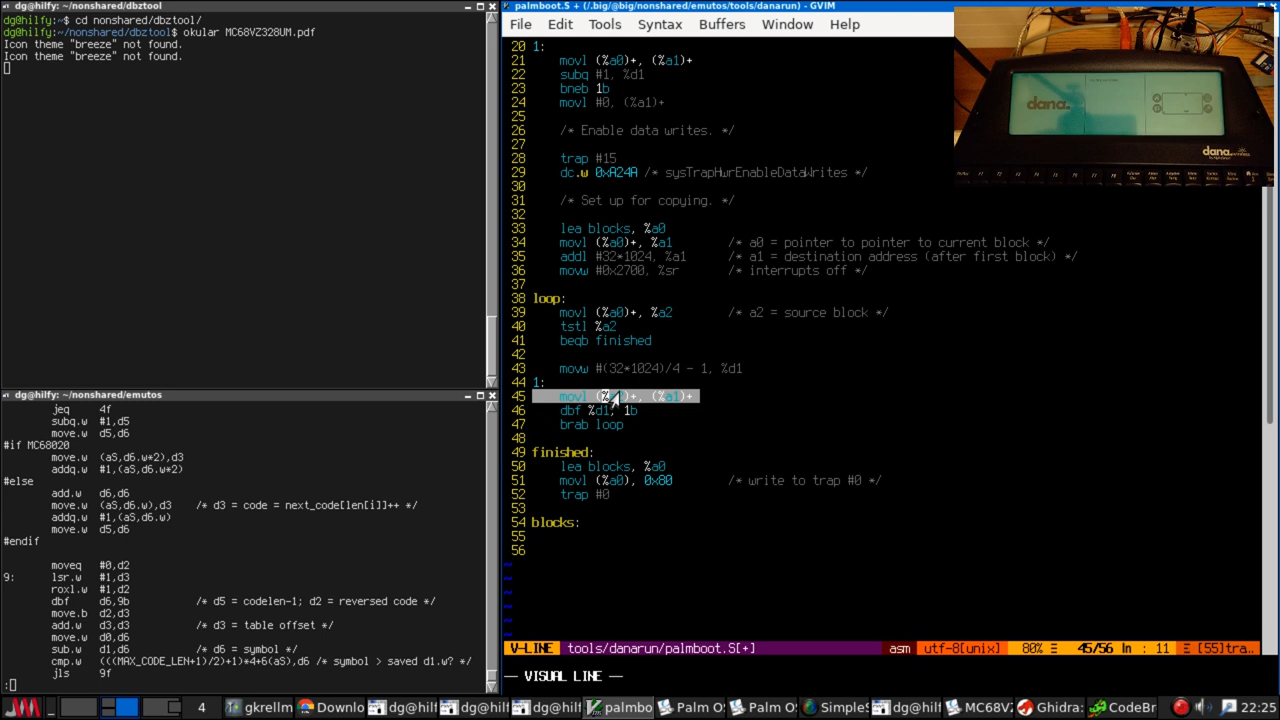 dg@hilfy: ~/nonshared/dbztool
dg@hilfy:~$ cd nonshared/dbztool/
dg@hilfy:~/nonshared/dbztool$ okular MC68VZ328UM.pdf
Icon theme "breeze" not found.
Icon theme "breeze" not found.
dg@hilfy: ~/nonshared/emutos
jeq 4f
subq.w #1,d5
move.w d5,d6
#if MC68020
move.w (aS,d6.w*2),d3
addq.w #1,(aS,d6.w*2)
#else
add.w d6,d6
move.w (aS,d6.w),d3 /* d3 = code = next_code[len[i]]++ */
addq.w #1,(aS,d6.w)
move.w d5,d6
#endif
moveq #0,d2
9: lsr.w #1,d3
roxl.w #1,d2
dbf d6,9b /* d5 = codelen-1; d2 = reversed code */
move.b d2,d3
add.w d3,d3 /* d3 = table offset */
move.w d0,d6
sub.w d1,d6 /* d6 = symbol */
cmp.w (((MAX_CODE_LEN+1)/2)+1)*4+6(aS),d6 /* symbol > saved d1.w? */
jls 9f
:
palmboot.S + (/.big/@big/nonshared/emutos/tools/danarun) - GVIM
File Edit Tools Syntax Buffers Window Help
20 1:
21 movl (%a0)+, (%a1)+
22 subq #1, %d1
23 bneb 1b
24 movl #0, (%a1)+
25
26 /* Enable data writes. */
27
28 trap #15
29 dc.w 0xA24A /* sysTrapHwrEnableDataWrites */
30
31 /* Set up for copying. */
32
33 lea blocks, %a0
34 movl (%a0)+, %a1 /* a0 = pointer to pointer to current block */
35 addl #32*1024, %a1 /* a1 = destination address (after first block) */
36 movw #0x2700, %sr /* interrupts off */
37
38 loop:
39 movl (%a0)+, %a2 /* a2 = source block */
40 tstl %a2
41 beqb finished
42
43 movw #(32*1024)/4 - 1, %d1
44 1:
45 movl (% )+, (%a1)+
46 dbf %d1, 1b
47 brab loop
48
49 finished:
50 lea blocks, %a0
51 movl (%a0), 0x80 /* write to trap #0 */
52 trap #0
53
54 blocks:
55
56
~
~
~
~
~
~
V-LINE tools/danarun/palmboot.S[+] asm utf-8[unix] 80% Ξ 45/56 ln : 11 Ξ [55]tra..
-- VISUAL LINE --
dana.
dana
4 gkrellm Downlo dg@hilf dg@hilf dg@hilf palmbo Palm OS Palm OS SimpleS dg@hilf MC68VZ Ghidra: CodeBr 22:25